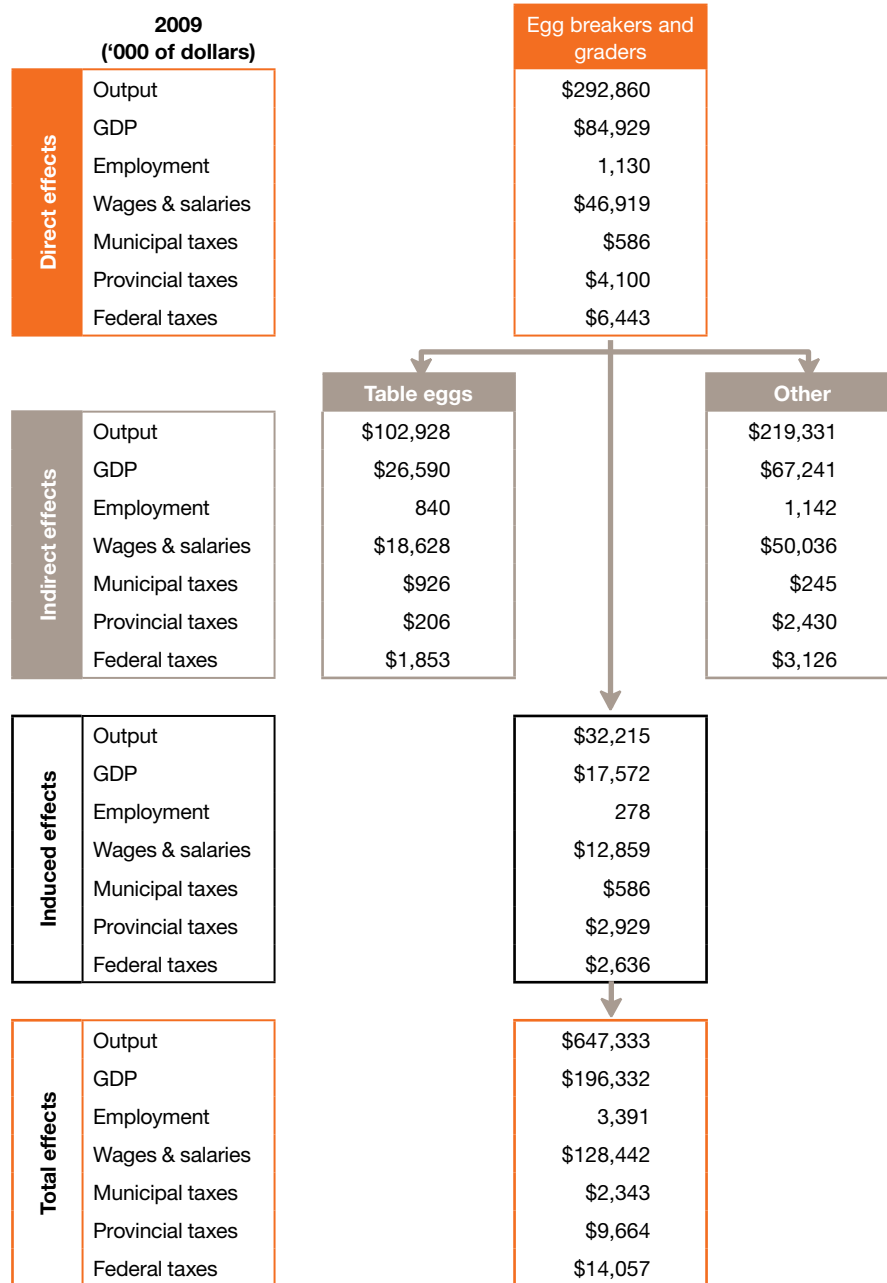 2009
(‘000 of dollars)
Egg breakers and
graders
Direct effects
Output $292,860
GDP $84,929
Employment 1,130
Wages & salaries $46,919
Municipal taxes $586
Provincial taxes $4,100
Federal taxes $6,443
Table eggs Other
Indirect effects
Output $102,928 $219,331
GDP $26,590 $67,241
Employment 840 1,142
Wages & salaries $18,628 $50,036
Municipal taxes $926 $245
Provincial taxes $206 $2,430
Federal taxes $1,853 $3,126
Induced effects
Output $32,215
GDP $17,572
Employment 278
Wages & salaries $12,859
Municipal taxes $586
Provincial taxes $2,929
Federal taxes $2,636
Total effects
Output $647,333
GDP $196,332
Employment 3,391
Wages & salaries $128,442
Municipal taxes $2,343
Provincial taxes $9,664
Federal taxes $14,057